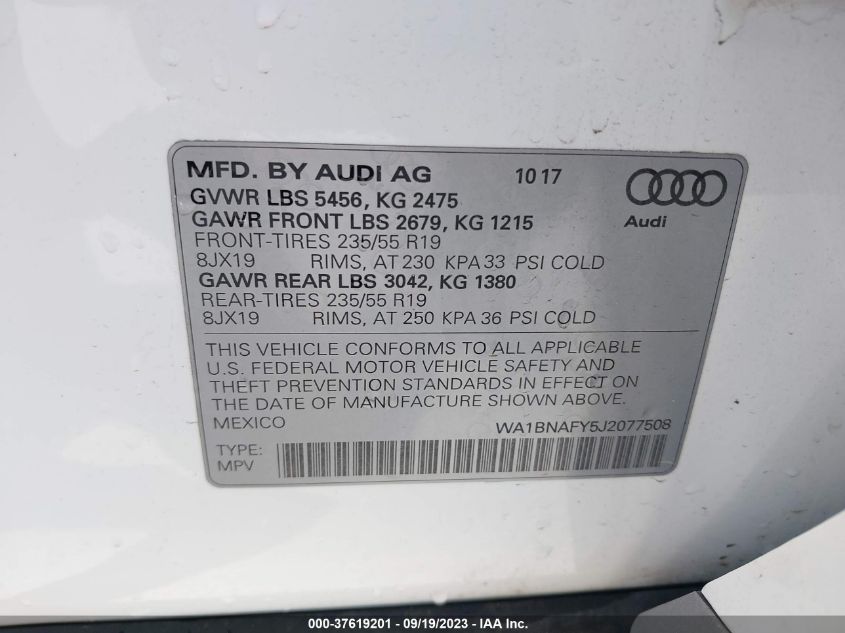 MFD. BY AUDI AG 10 17
GVWR LBS 5456, KG 2475
GAWR FRONT LBS 2679, KG 1215
Audi
FRONT-TIRES 235/55 R19
8JX19 RIMS, AT 230 KPA 33 PSI COLD
GAWR REAR LBS 3042, KG 1380
REAR-TIRES 235/55 R19
8JX19 RIMS, AT 250 KPA 36 PSI COLD
THIS VEHICLE CONFORMS TO ALL APPLICABLE
U.S. FEDERAL MOTOR VEHICLE SAFETY AND
THEFT PREVENTION STANDARDS IN EFFECT ON
THE DATE OF MANUFACTURE SHOWN ABOVE.
MEXICO WA1BNAFY5J2077508
TYPE:
MPV
000-37619201 - 09/19/2023 - IAA Inc.